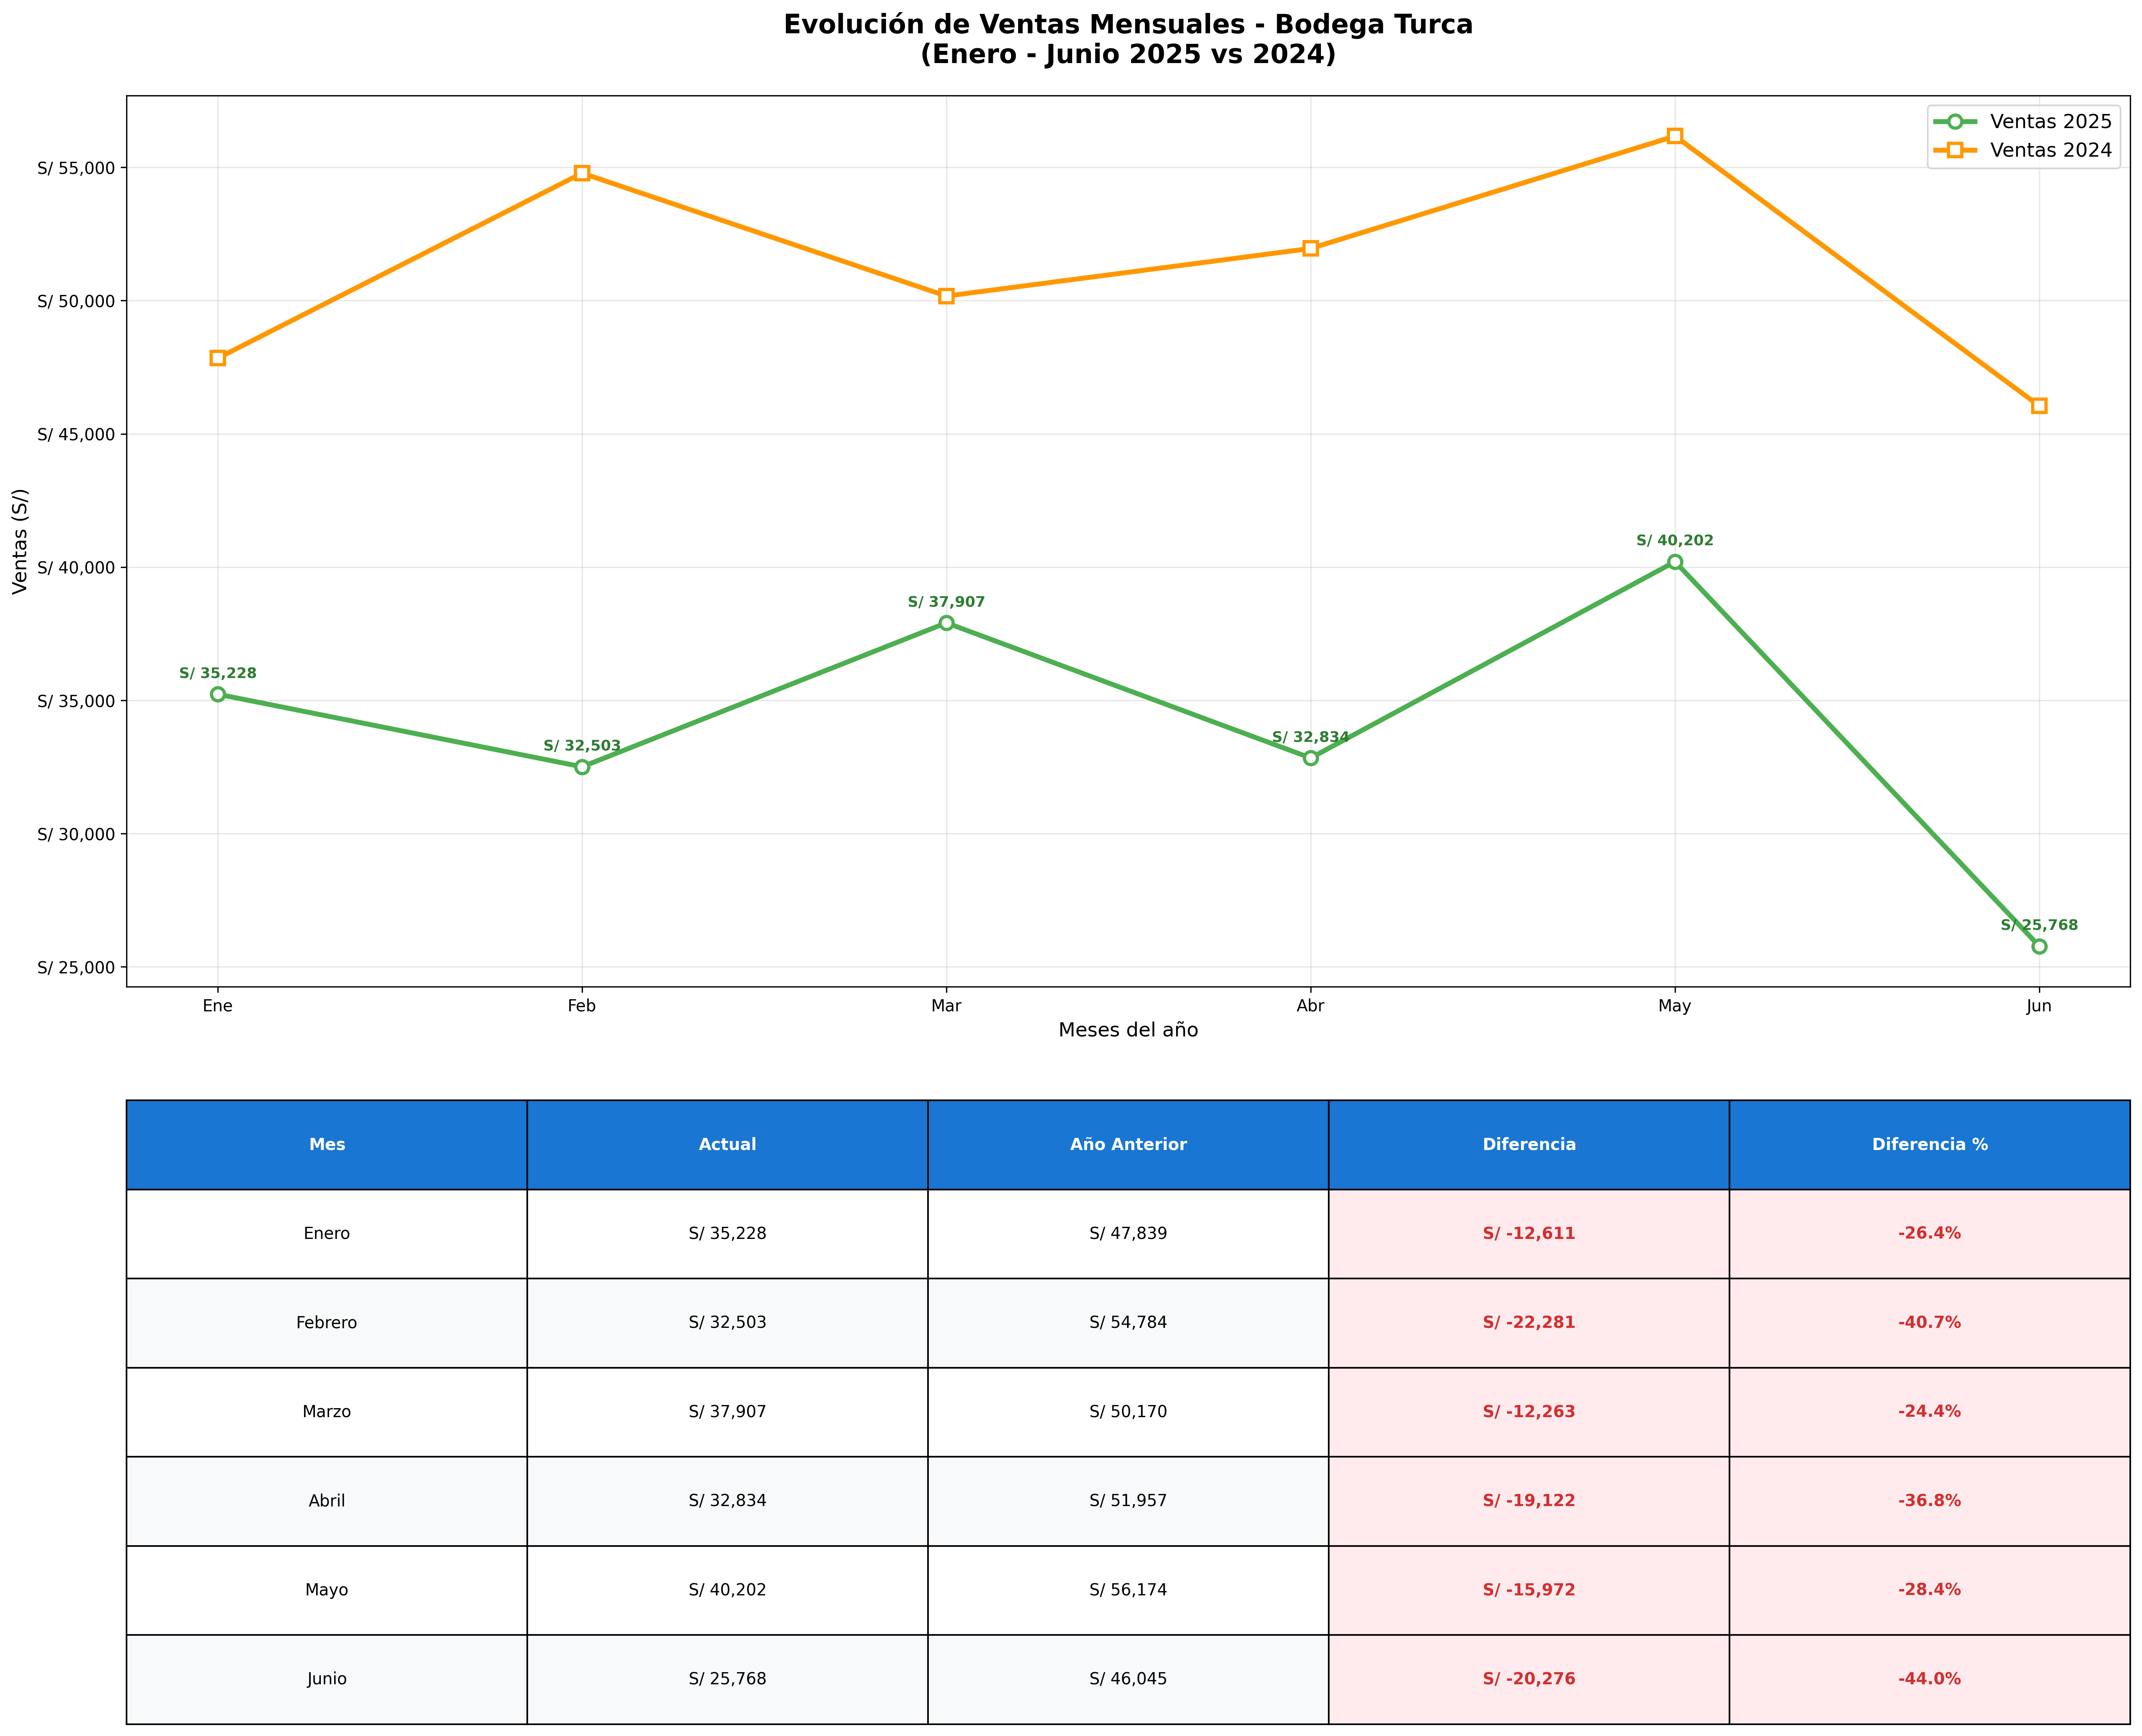 Evolución de Ventas Mensuales - Bodega Turca
(Enero - Junio 2025 vs 2024)
Ventas 2025
Ventas 2024
Ventas (S/)
S/ 55,000
S/ 50,000
S/ 45,000
S/ 40,000
S/ 35,000
S/ 30,000
S/ 25,000
S/ 35,228
S/ 32,503
S/ 37,907
S/ 32,834
S/ 40,202
S/ 25,768
Ene Feb Mar Abr May Jun
Meses del año
Mes Actual Año Anterior Diferencia Diferencia %
Enero S/ 35,228 S/ 47,839 S/ -12,611 -26.4%
Febrero S/ 32,503 S/ 54,784 S/ -22,281 -40.7%
Marzo S/ 37,907 S/ 50,170 S/ -12,263 -24.4%
Abril S/ 32,834 S/ 51,957 S/ -19,122 -36.8%
Mayo S/ 40,202 S/ 56,174 S/ -15,972 -28.4%
Junio S/ 25,768 S/ 46,045 S/ -20,276 -44.0%